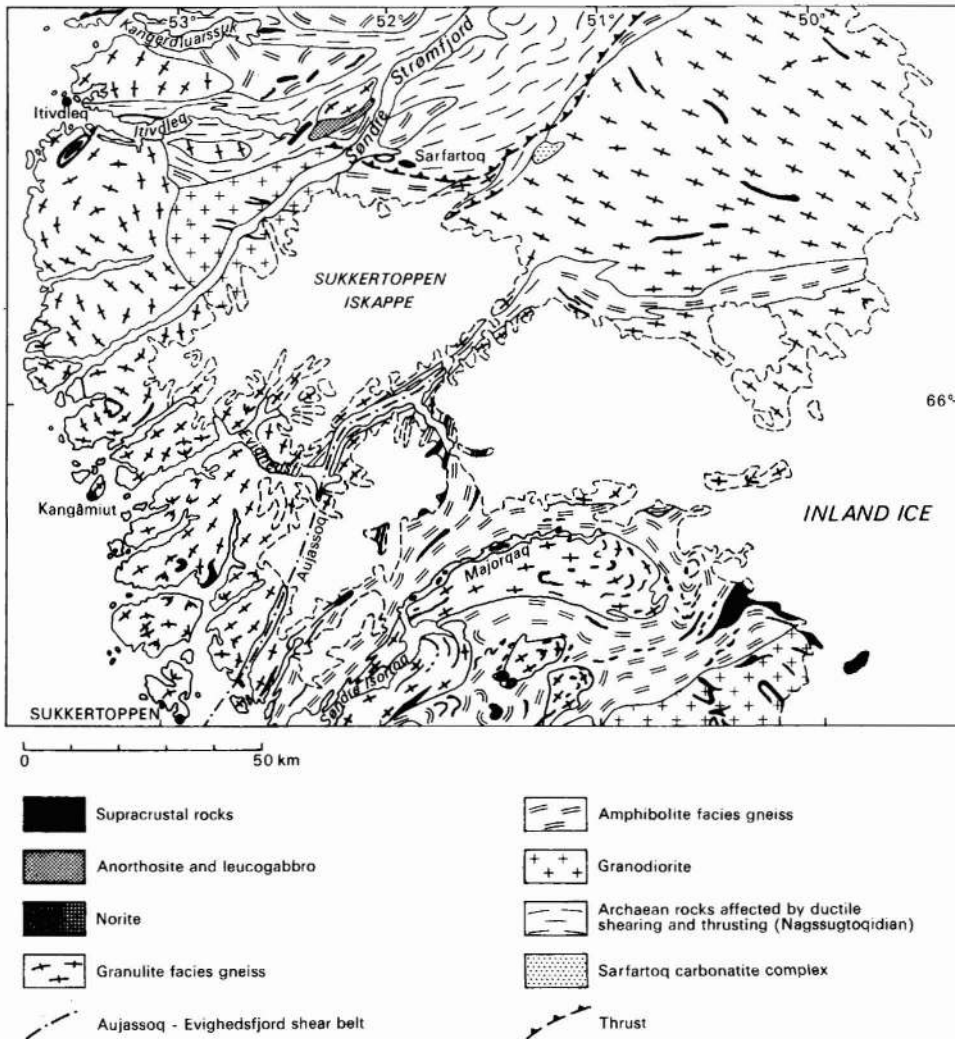 53°
52°
51°
50°
Kangerdluarssuk
Strømfjord
Itivdleq
Itivdleq
Søndre
Sarfartoq
SUKKERTOPPEN
ISKAPPE
66°
Kangâmiut
Aujassoq
Majorqaq
INLAND ICE
Søndre Isortoq
SUKKERTOPPEN
0 50 km
Supracrustal rocks
Anorthosite and leucogabbro
Norite
Granulite facies gneiss
Aujassoq - Evighedsfjord shear belt
Amphibolite facies gneiss
Granodiorite
Archaean rocks affected by ductile
shearing and thrusting (Nagssugtoqidian)
Sarfartoq carbonatite complex
Thrust